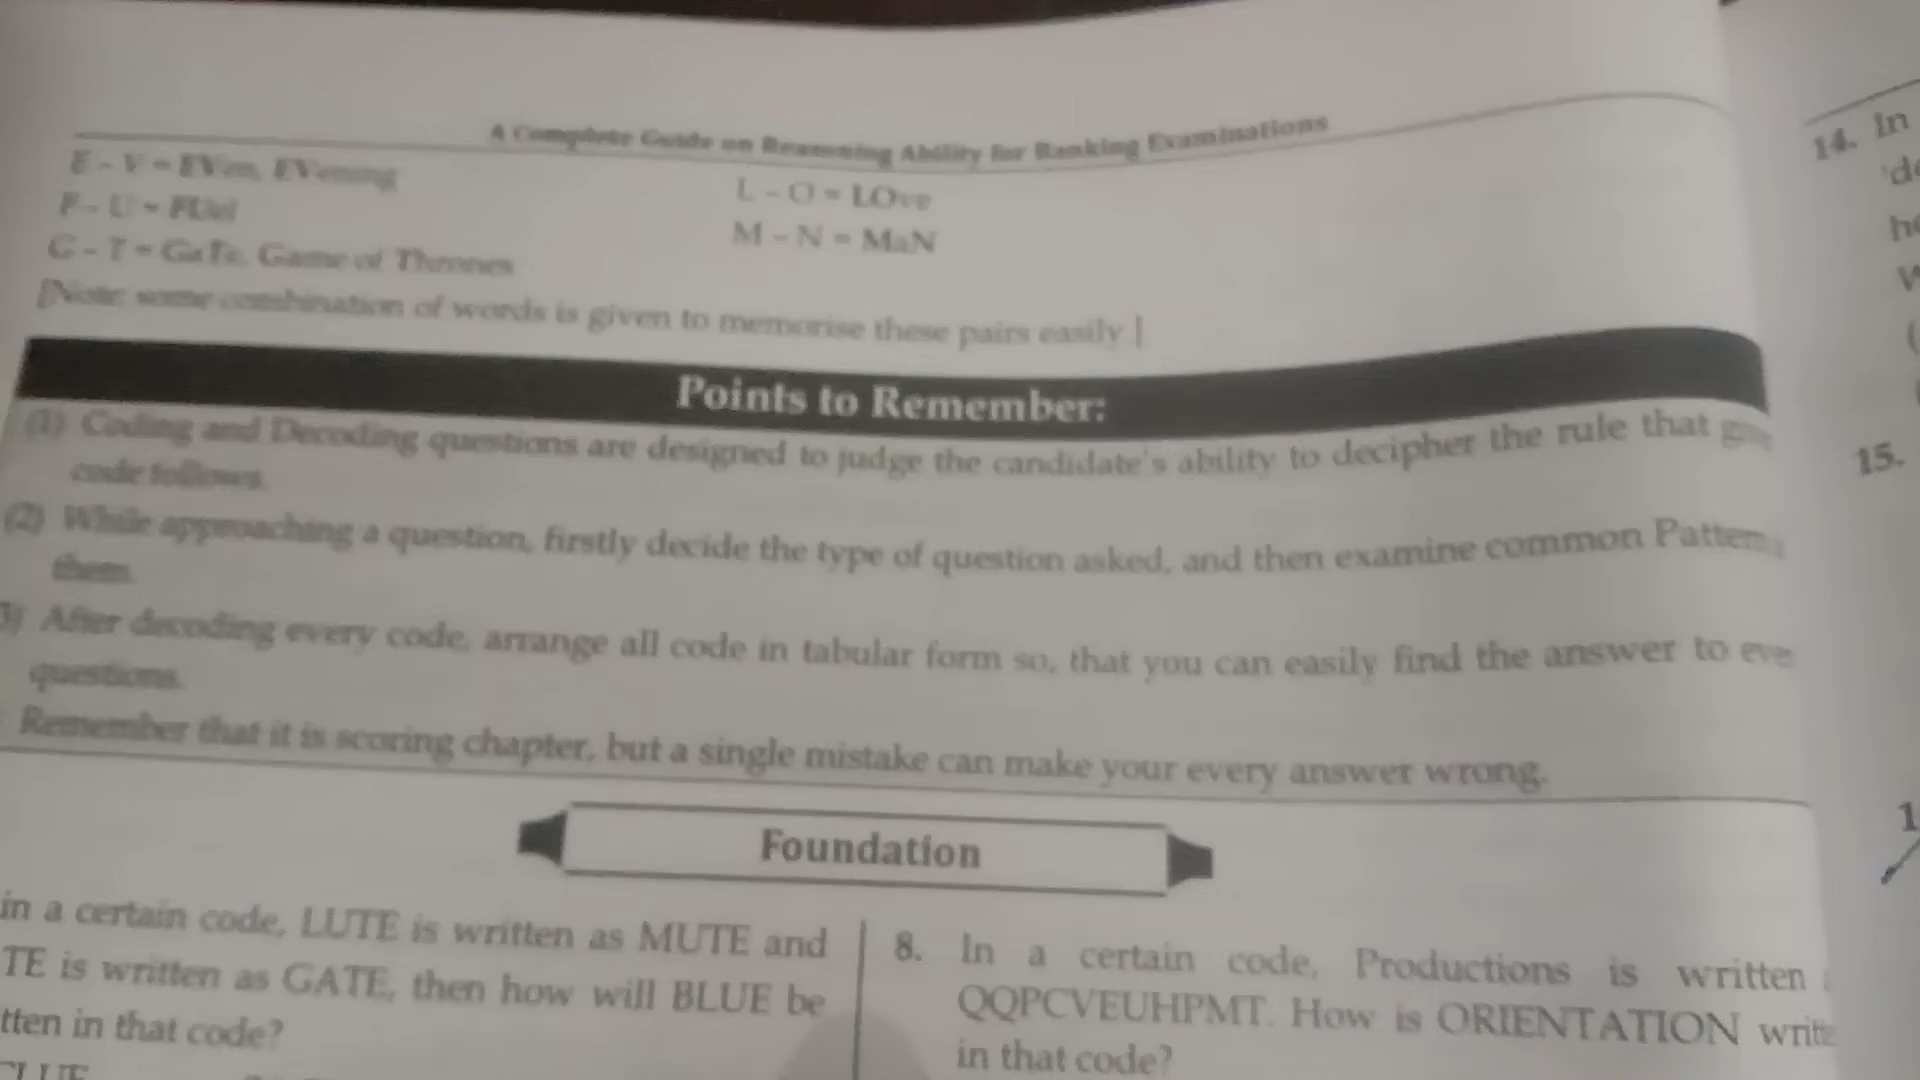 A Complete Guide on Reasoning Ability for Banking Examinations
E – V = EVen, EVening
F – U = FUel
G – T = GaTe, Game of Thrones
L – O = LOve
M – N = MaN
[Note: some combination of words is given to memorise these pairs easily ]
Points to Remember:
(1) Coding and Decoding questions are designed to judge the candidate's ability to decipher the rule that
code follows.
(2) While approaching a question, firstly decide the type of question asked, and then examine common Pattern
them.
3) After decoding every code, arrange all code in tabular form so, that you can easily find the answer to eve
questions.
Remember that it is scoring chapter, but a single mistake can make your every answer wrong.
Foundation
in a certain code, LUTE is written as MUTE and
TE is written as GATE, then how will BLUE be
tten in that code?
8. In a certain code, Productions is written
QQPCVEUHPMT. How is ORIENTATION writte
in that code?
14. In
'de
15.